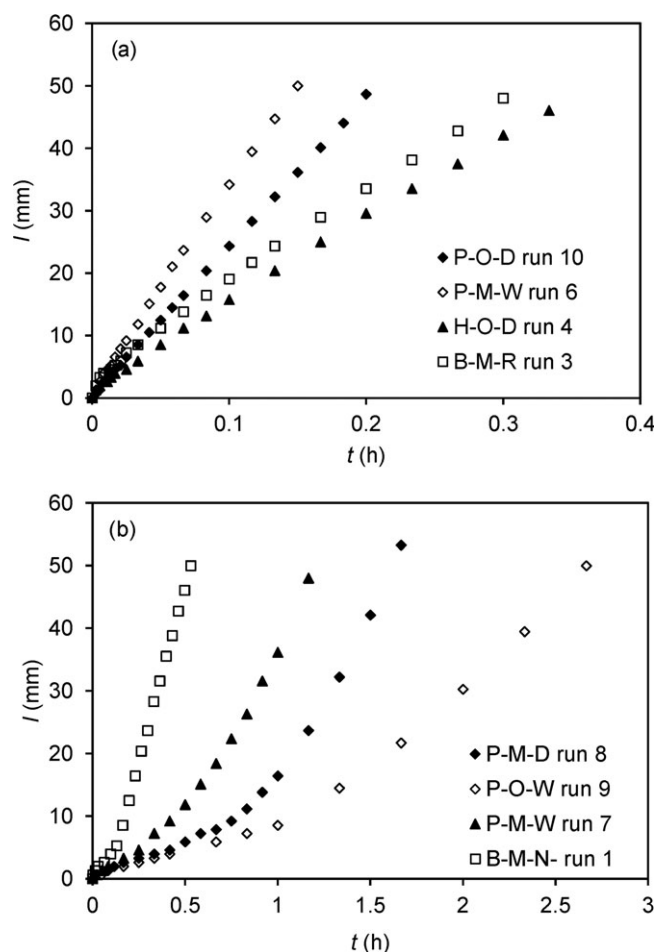 60
(a)
50
40
I (mm)
30
20
P-O-D run 10
P-M-W run 6
10
H-O-D run 4
B-M-R run 3
0
0 0.1 0.2 0.3 0.4
t (h)
60
(b)
50
40
I (mm)
30
20
P-M-D run 8
P-O-W run 9
10
P-M-W run 7
B-M-N- run 1
0
0 0.5 1 1.5 2 2.5 3
t (h)